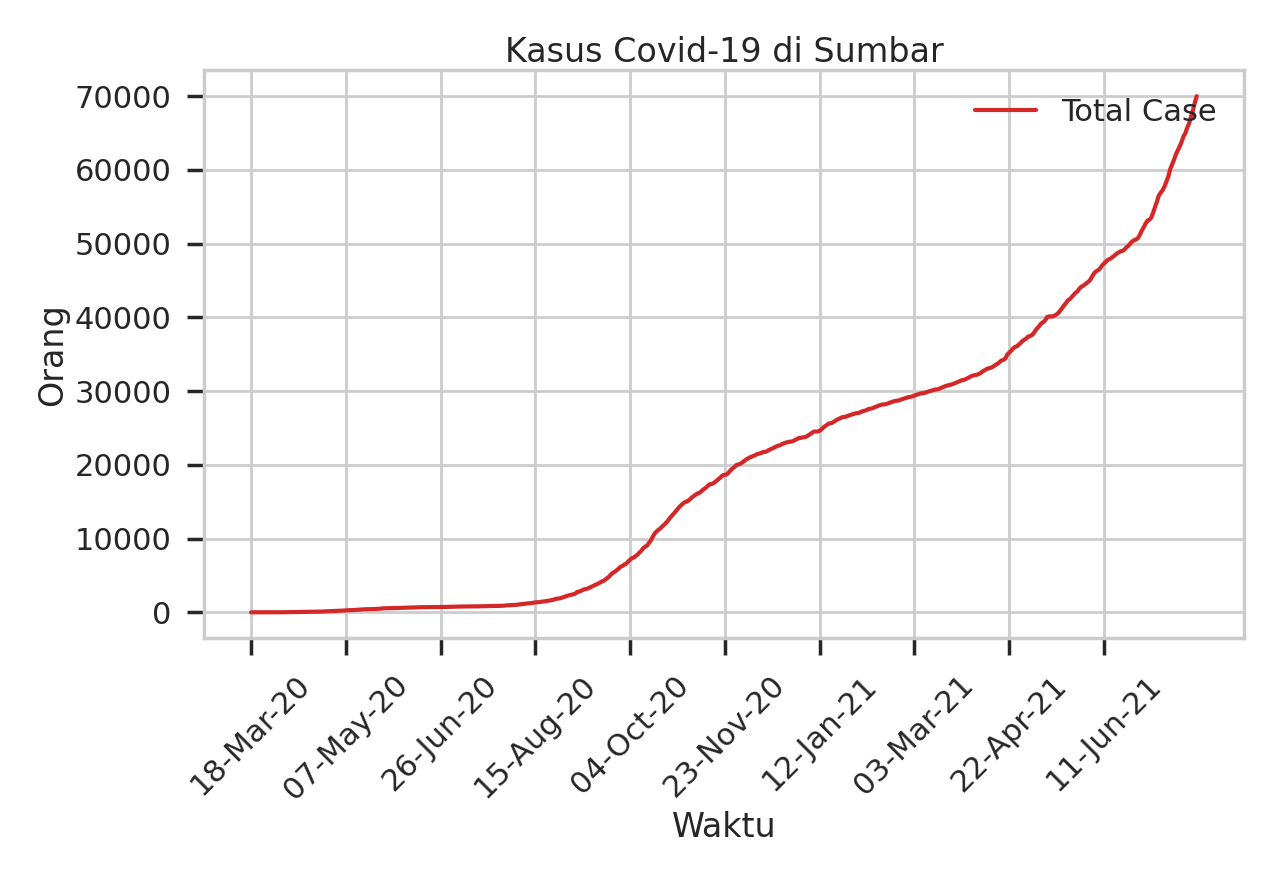 Kasus Covid-19 di Sumbar
Total Case
70000
60000
50000
40000
30000
20000
10000
0
Orang
18-Mar-20
07-May-20
26-Jun-20
15-Aug-20
04-Oct-20
23-Nov-20
12-Jan-21
03-Mar-21
22-Apr-21
11-Jun-21
Waktu